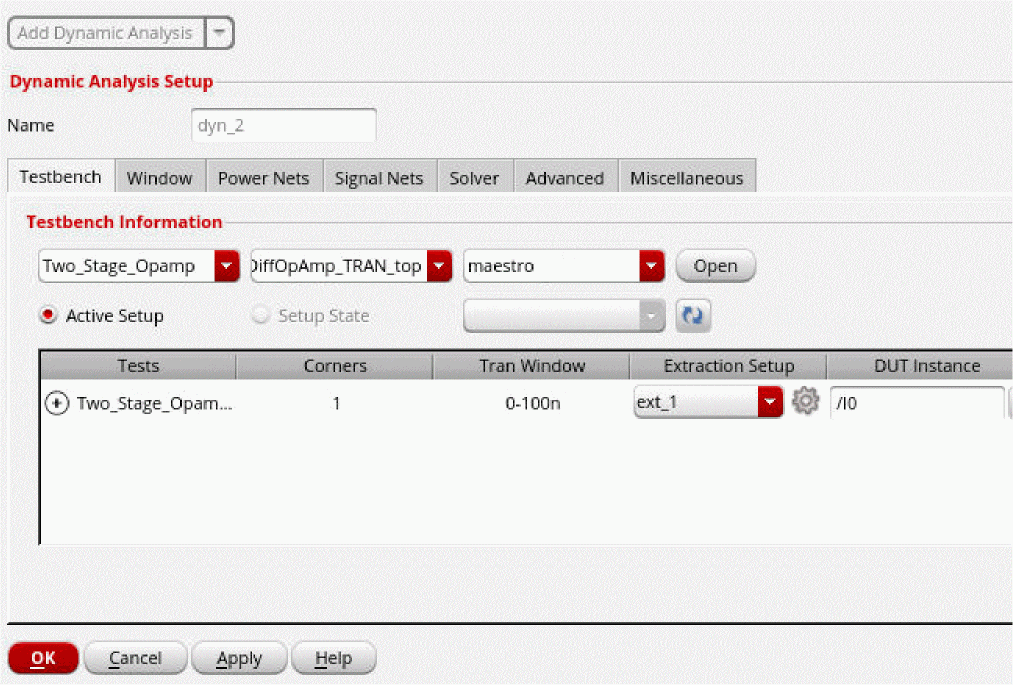 Add Dynamic Analysis
Dynamic Analysis Setup
Name dyn_2
Testbench Window Power Nets Signal Nets Solver Advanced Miscellaneous
Testbench Information
Two_Stage_Opamp DiffOpAmp_TRAN_top maestro Open
Active Setup Setup State
Tests Corners Tran Window Extraction Setup DUT Instance
Two_Stage_Opam... 1 0-100n ext_1 /I0
OK Cancel Apply Help